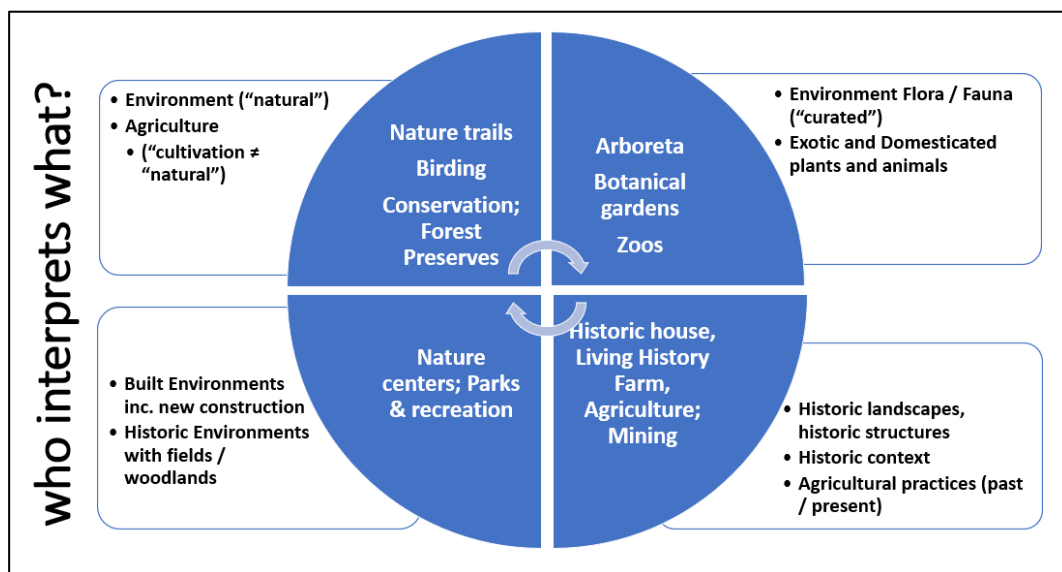 who interprets what?
• Environment (“natural”)
• Agriculture
• (“cultivation ≠
“natural”)
Nature trails
Birding
Conservation;
Forest
Preserves
Arboreta
Botanical
gardens
Zoos
• Environment Flora / Fauna
(“curated”)
• Exotic and Domesticated
plants and animals
• Built Environments
inc. new construction
• Historic Environments
with fields /
woodlands
Nature
centers; Parks
& recreation
Historic house,
Living History
Farm,
Agriculture;
Mining
• Historic landscapes,
historic structures
• Historic context
• Agricultural practices (past
/ present)